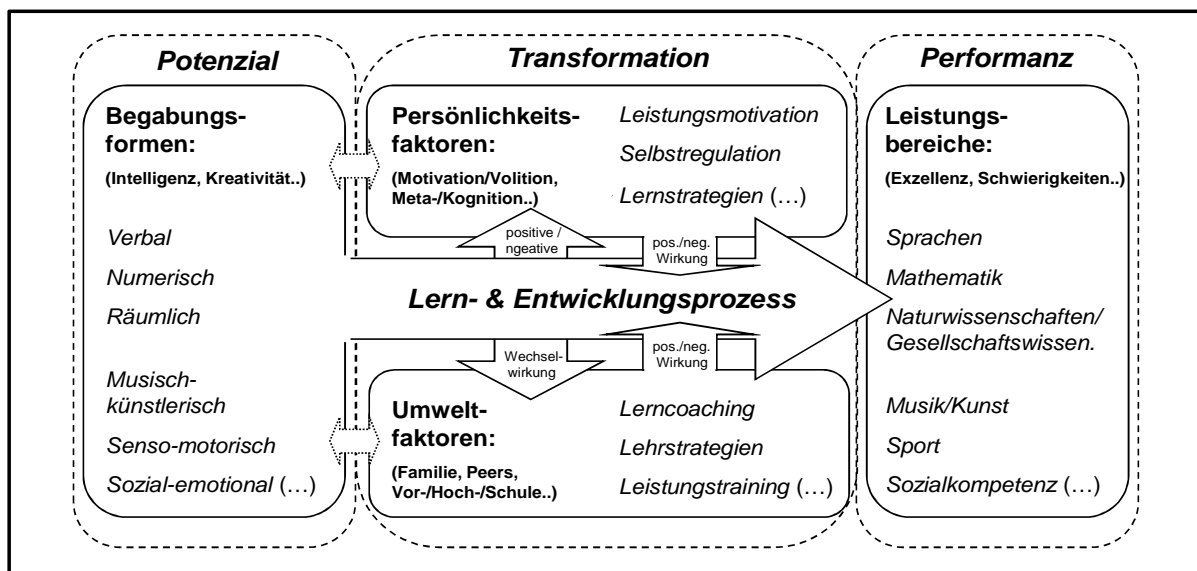 Potenzial
Transformation
Performanz
Begabungs-
formen:
(Intelligenz, Kreativität..)
Verbal
Numerisch
Räumlich
Musisch-
künstlerisch
Senso-motorisch
Sozial-emotional (…)
Persönlichkeits-
faktoren:
(Motivation/Volition,
Meta-/Kognition..)
Leistungsmotivation
Selbstregulation
Lernstrategien (…)
positive /
ngeative
pos./neg.
Wirkung
Lern- & Entwicklungsprozess
Wechsel-
wirkung
pos./neg.
Wirkung
Umwelt-
faktoren:
(Familie, Peers,
Vor-/Hoch-/Schule..)
Lerncoaching
Lehrstrategien
Leistungstraining (…)
Leistungs-
bereiche:
(Exzellenz, Schwierigkeiten..)
Sprachen
Mathematik
Naturwissenschaften/
Gesellschaftswissen.
Musik/Kunst
Sport
Sozialkompetenz (…)